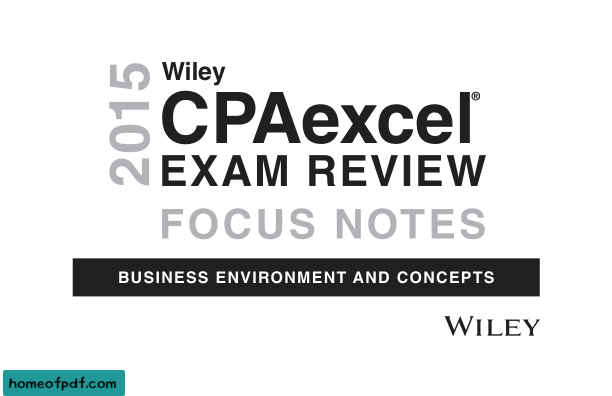 2015
Wiley
CPAexcel®
EXAM REVIEW
FOCUS NOTES
BUSINESS ENVIRONMENT AND CONCEPTS
WILEY
homeofpdf.com